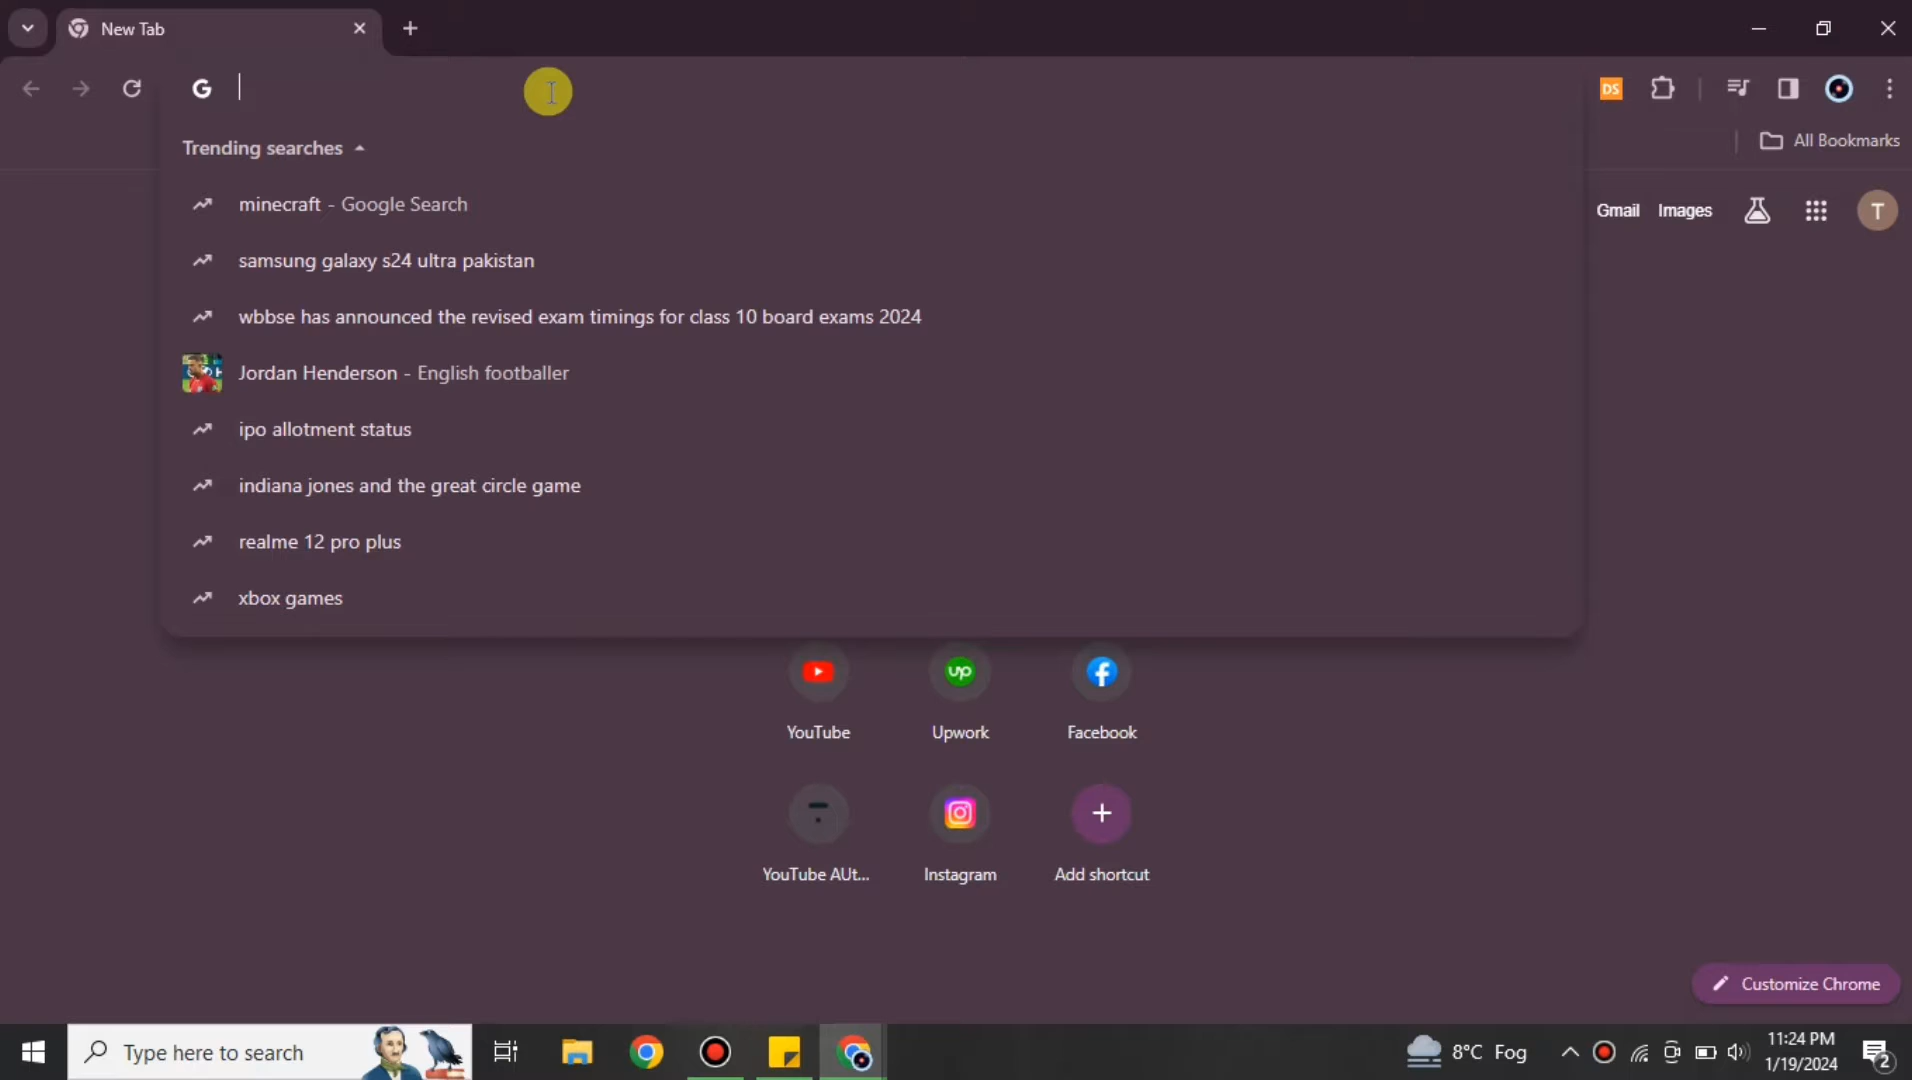 New Tab
G
DS
Trending searches
All Bookmarks
minecraft - Google Search
Gmail Images
T
samsung galaxy s24 ultra pakistan
wbbse has announced the revised exam timings for class 10 board exams 2024
Jordan Henderson - English footballer
ipo allotment status
indiana jones and the great circle game
realme 12 pro plus
xbox games
up
YouTube Upwork Facebook
YouTube AUt... Instagram Add shortcut
Customize Chrome
Type here to search
8°C Fog
11:24 PM
1/19/2024
2